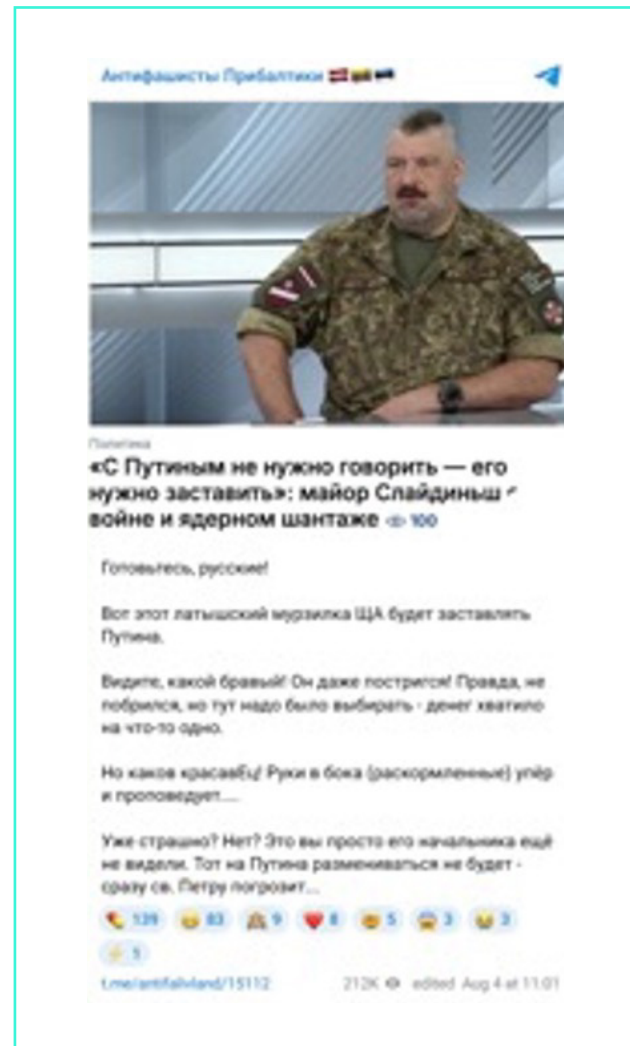 Антифашисты Прибалтики
Политика
«С Путиным не нужно говорить — его
нужно заставить»: майор Слайдиньш
войне и ядерном шантаже 100
Готовьтесь, русские!
Вот этот латышский мурзилка ЩА будет заставлять
Путина.
Видите, какой бравый! Он даже постригся! Правда, не
побрился, но тут надо было выбирать - денег хватило
на что-то одно.
Но каков красавЕц! Руки в бока (раскормленные) упёр
и проповедует....
Уже страшно? Нет? Это вы просто его начальника ещё
не видели. Тот на Путина размениваться не будет -
сразу св. Петру погрозит...
139 83 9 8 5 3 3
1
t.me/antifalivland/15112 212K edited Aug 4 at 11:01